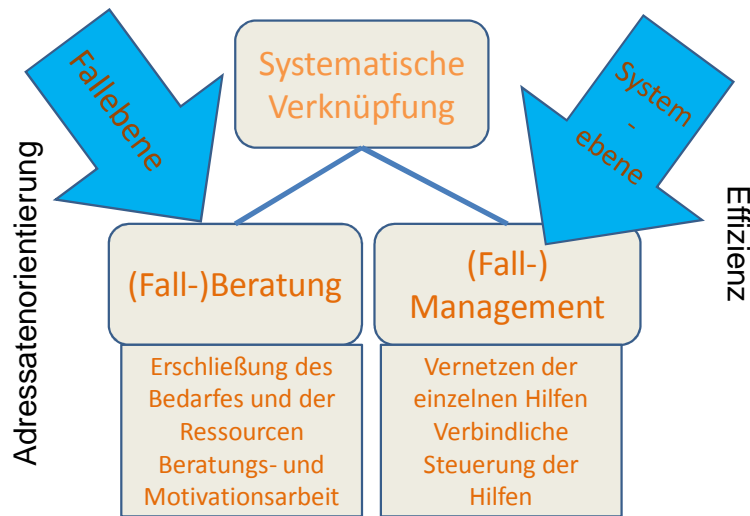 Systematische
Verknüpfung
Fallebene
System
-
ebene
Adressatenorientierung
Effizienz
(Fall-)Beratung
(Fall-)
Management
Erschließung des
Bedarfes und der
Ressourcen
Beratungs- und
Motivationsarbeit
Vernetzen der
einzelnen Hilfen
Verbindliche
Steuerung der
Hilfen